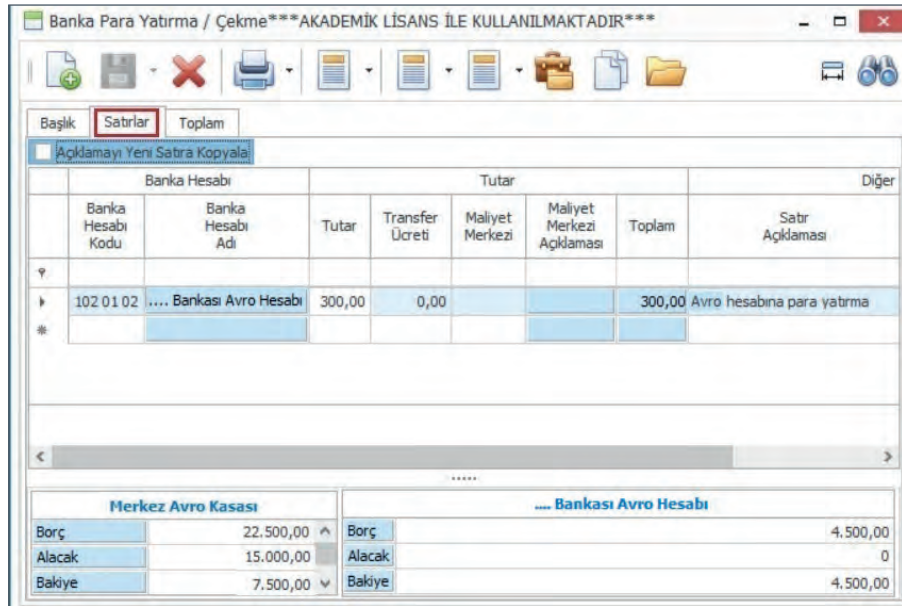 Banka Para Yatırma / Çekme***AKADEMİK LİSANS İLE KULLANILMAKTADIR***
Başlık Satırlar Toplam
Açıklamayı Yeni Satıra Kopyala
Banka Hesabı Tutar Diğer
Banka Hesabı Kodu Banka Hesabı Adı Tutar Transfer Ücreti Maliyet Merkezi Maliyet Merkezi Açıklaması Toplam Satır Açıklaması
102 01 02 .... Bankası Avro Hesabı 300,00 0,00 300,00 Avro hesabına para yatırma
Merkez Avro Kasası .... Bankası Avro Hesabı
Borç 22.500,00 Borç 4.500,00
Alacak 15.000,00 Alacak 0
Bakiye 7.500,00 Bakiye 4.500,00